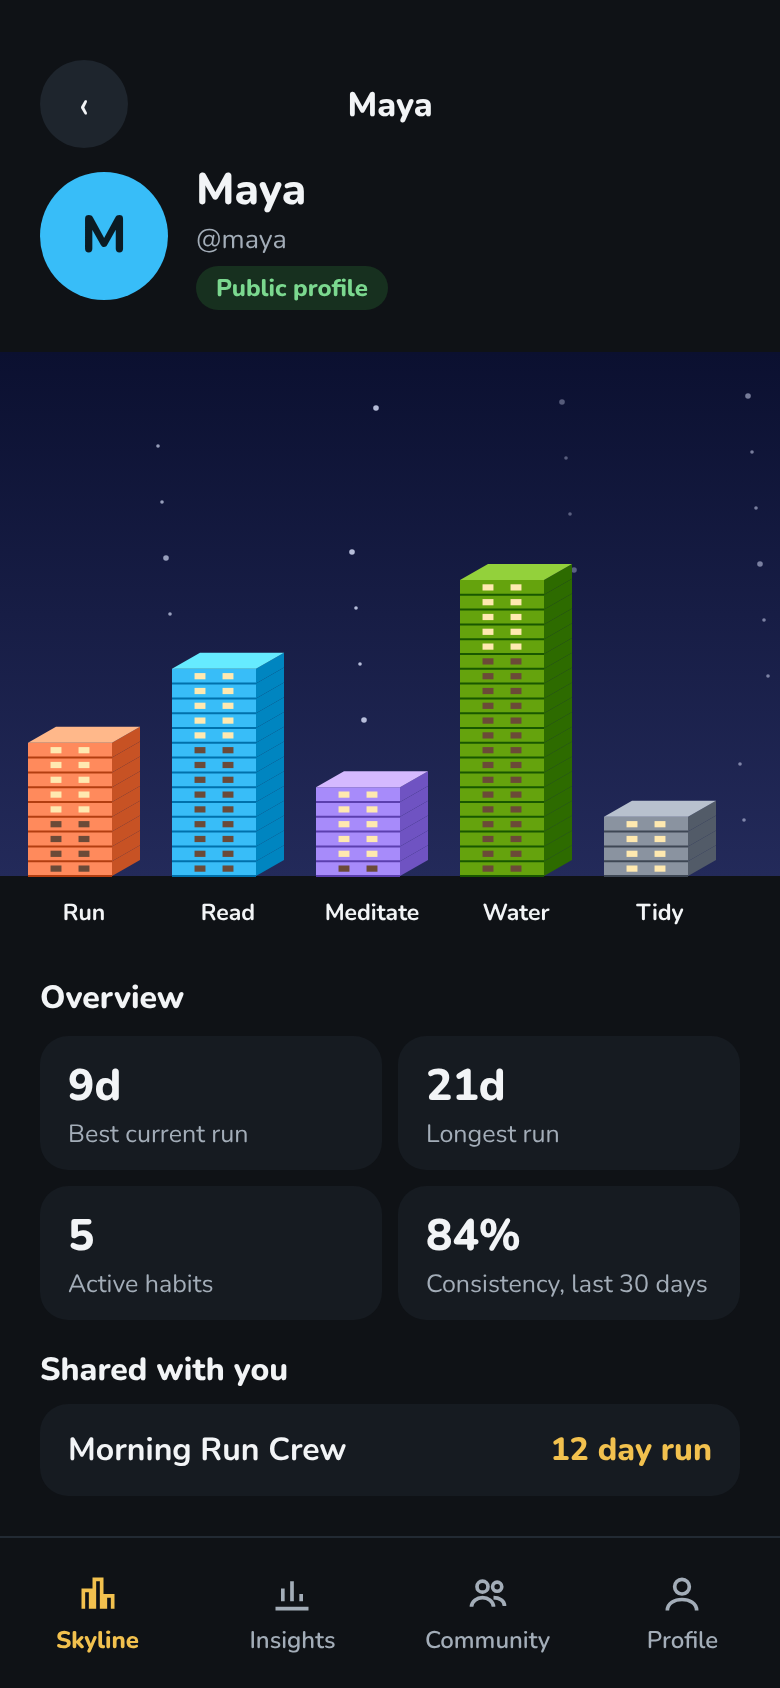 ‹
Maya
M
Maya
@maya
Public profile
Run
Read
Meditate
Water
Tidy
Overview
9d
Best current run
21d
Longest run
5
Active habits
84%
Consistency, last 30 days
Shared with you
Morning Run Crew
12 day run
Skyline
Insights
Community
Profile